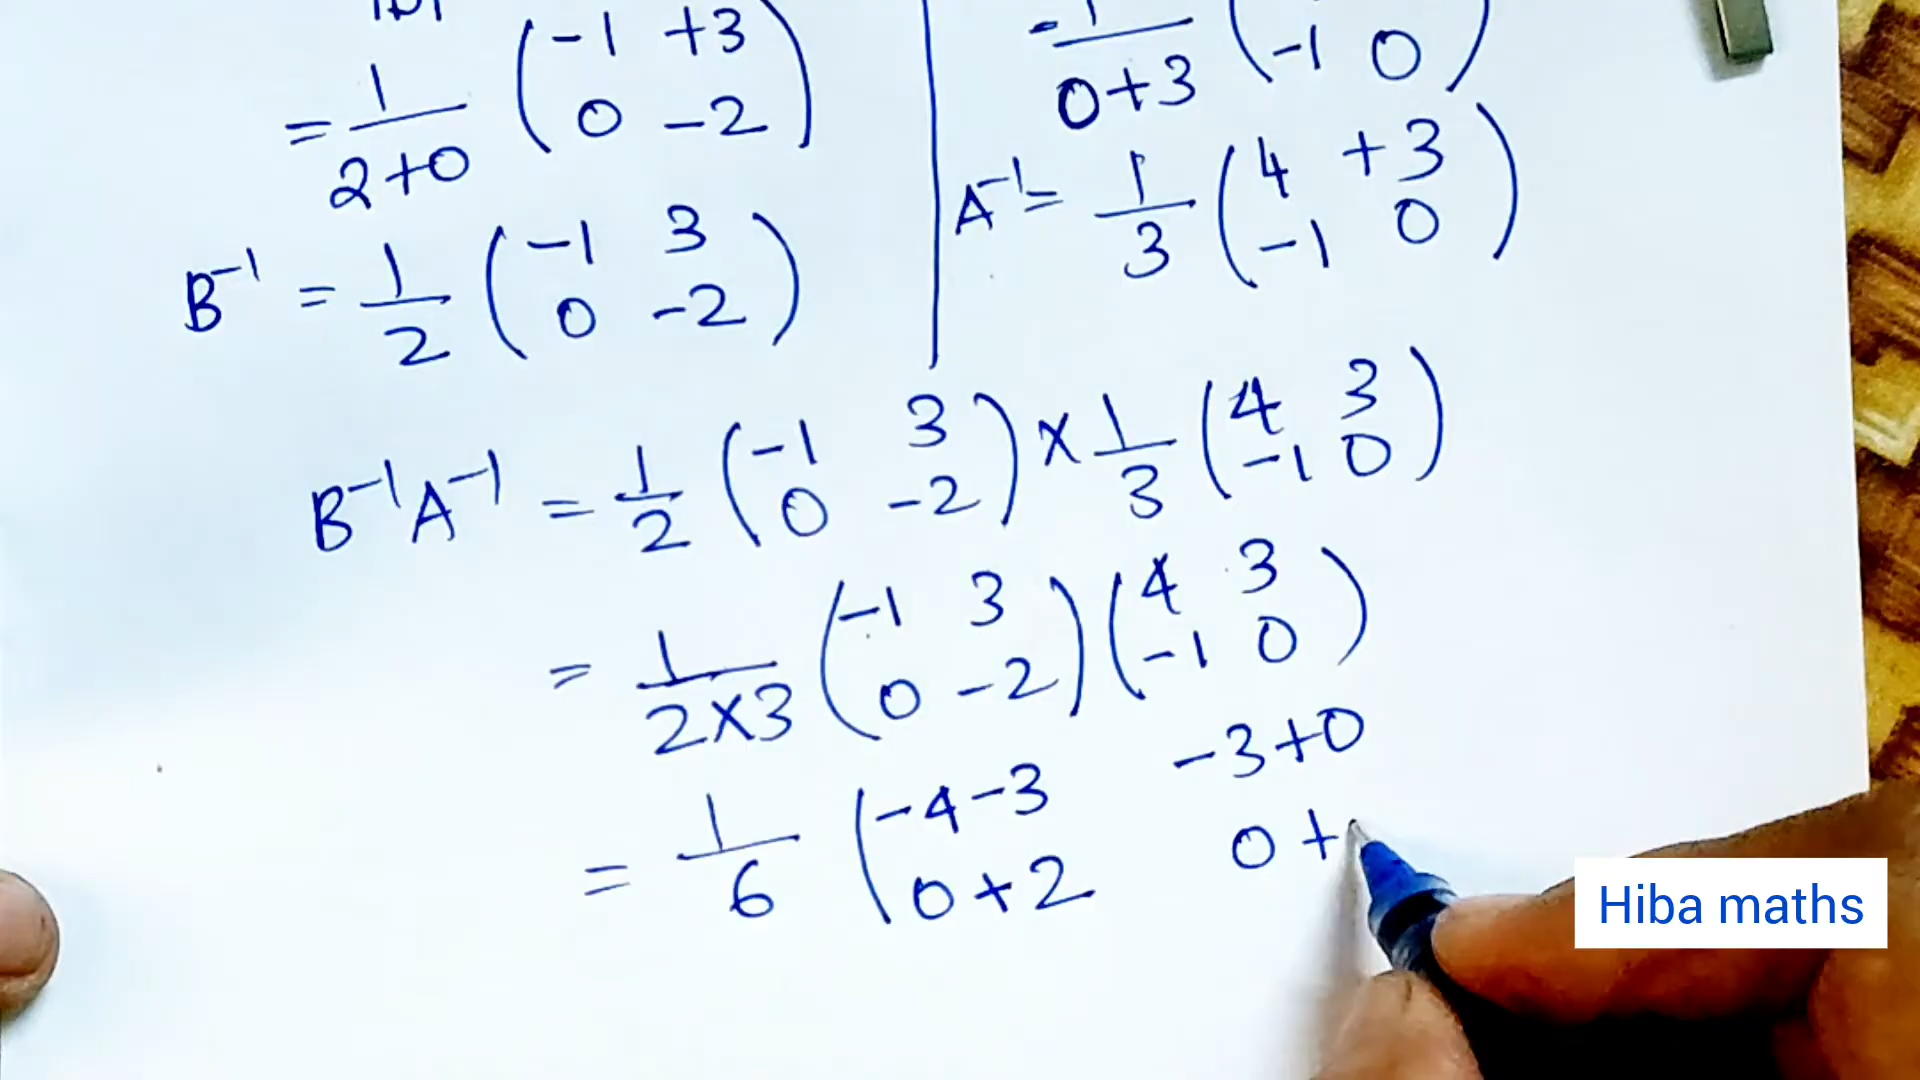 = 1/(2+0) ( -1 +3 ; 0 -2 )
B⁻¹ = 1/2 ( -1 3 ; 0 -2 )
0+3 ( -1 0 )
A⁻¹ = 1/3 ( 4 +3 ; -1 0 )
B⁻¹A⁻¹ = 1/2 ( -1 3 ; 0 -2 ) × 1/3 ( 4 3 ; -1 0 )
= 1/(2×3) ( -1 3 ; 0 -2 ) ( 4 3 ; -1 0 )
= 1/6 ( -4-3 -3+0 ; 0+2 0+
Hiba maths